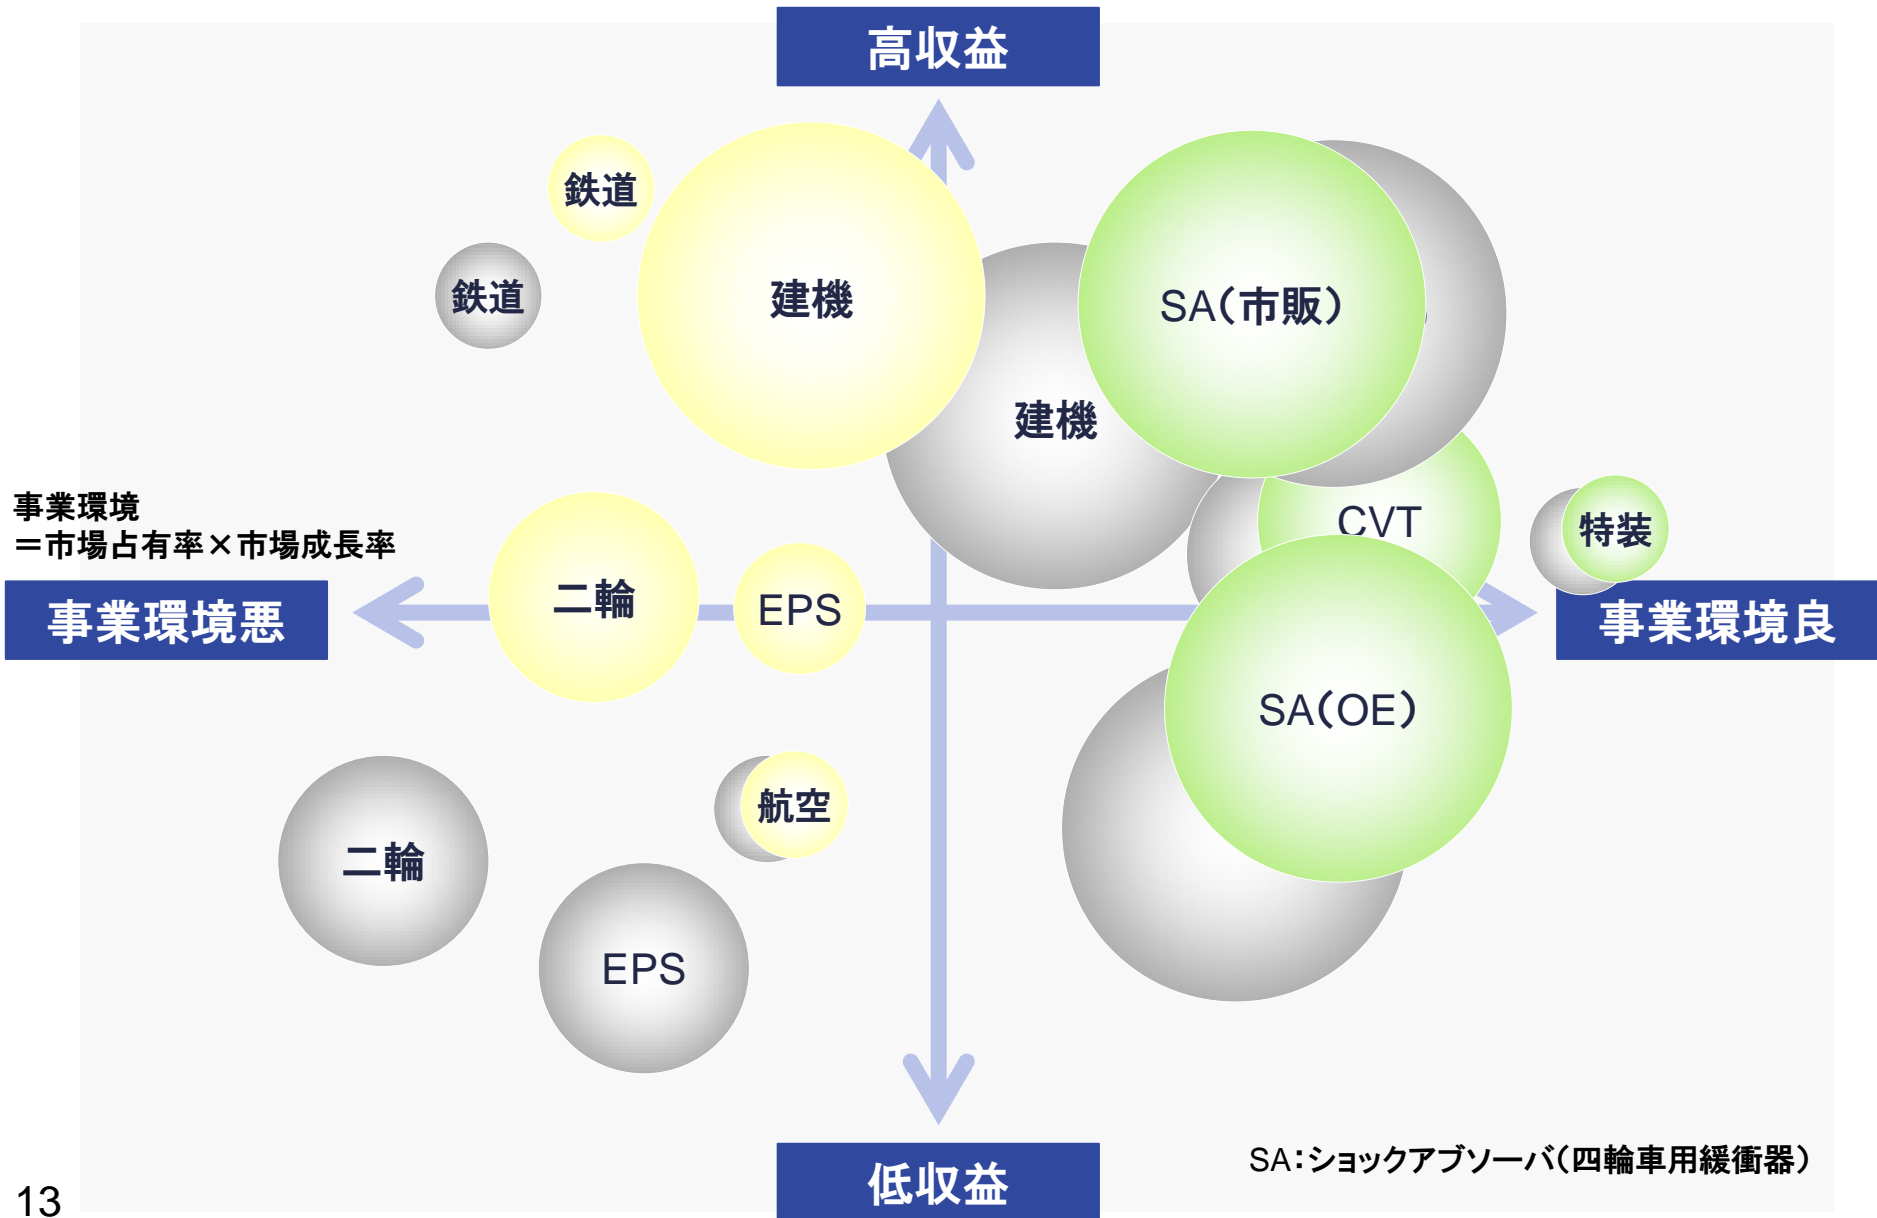 高収益
鉄道
鉄道
建機
SA（市販）
建機
事業環境
＝市場占有率×市場成長率
CVT
特装
事業環境悪
二輪
EPS
事業環境良
SA（OE）
航空
二輪
EPS
SA：ショックアブソーバ（四輪車用緩衝器）
低収益
13